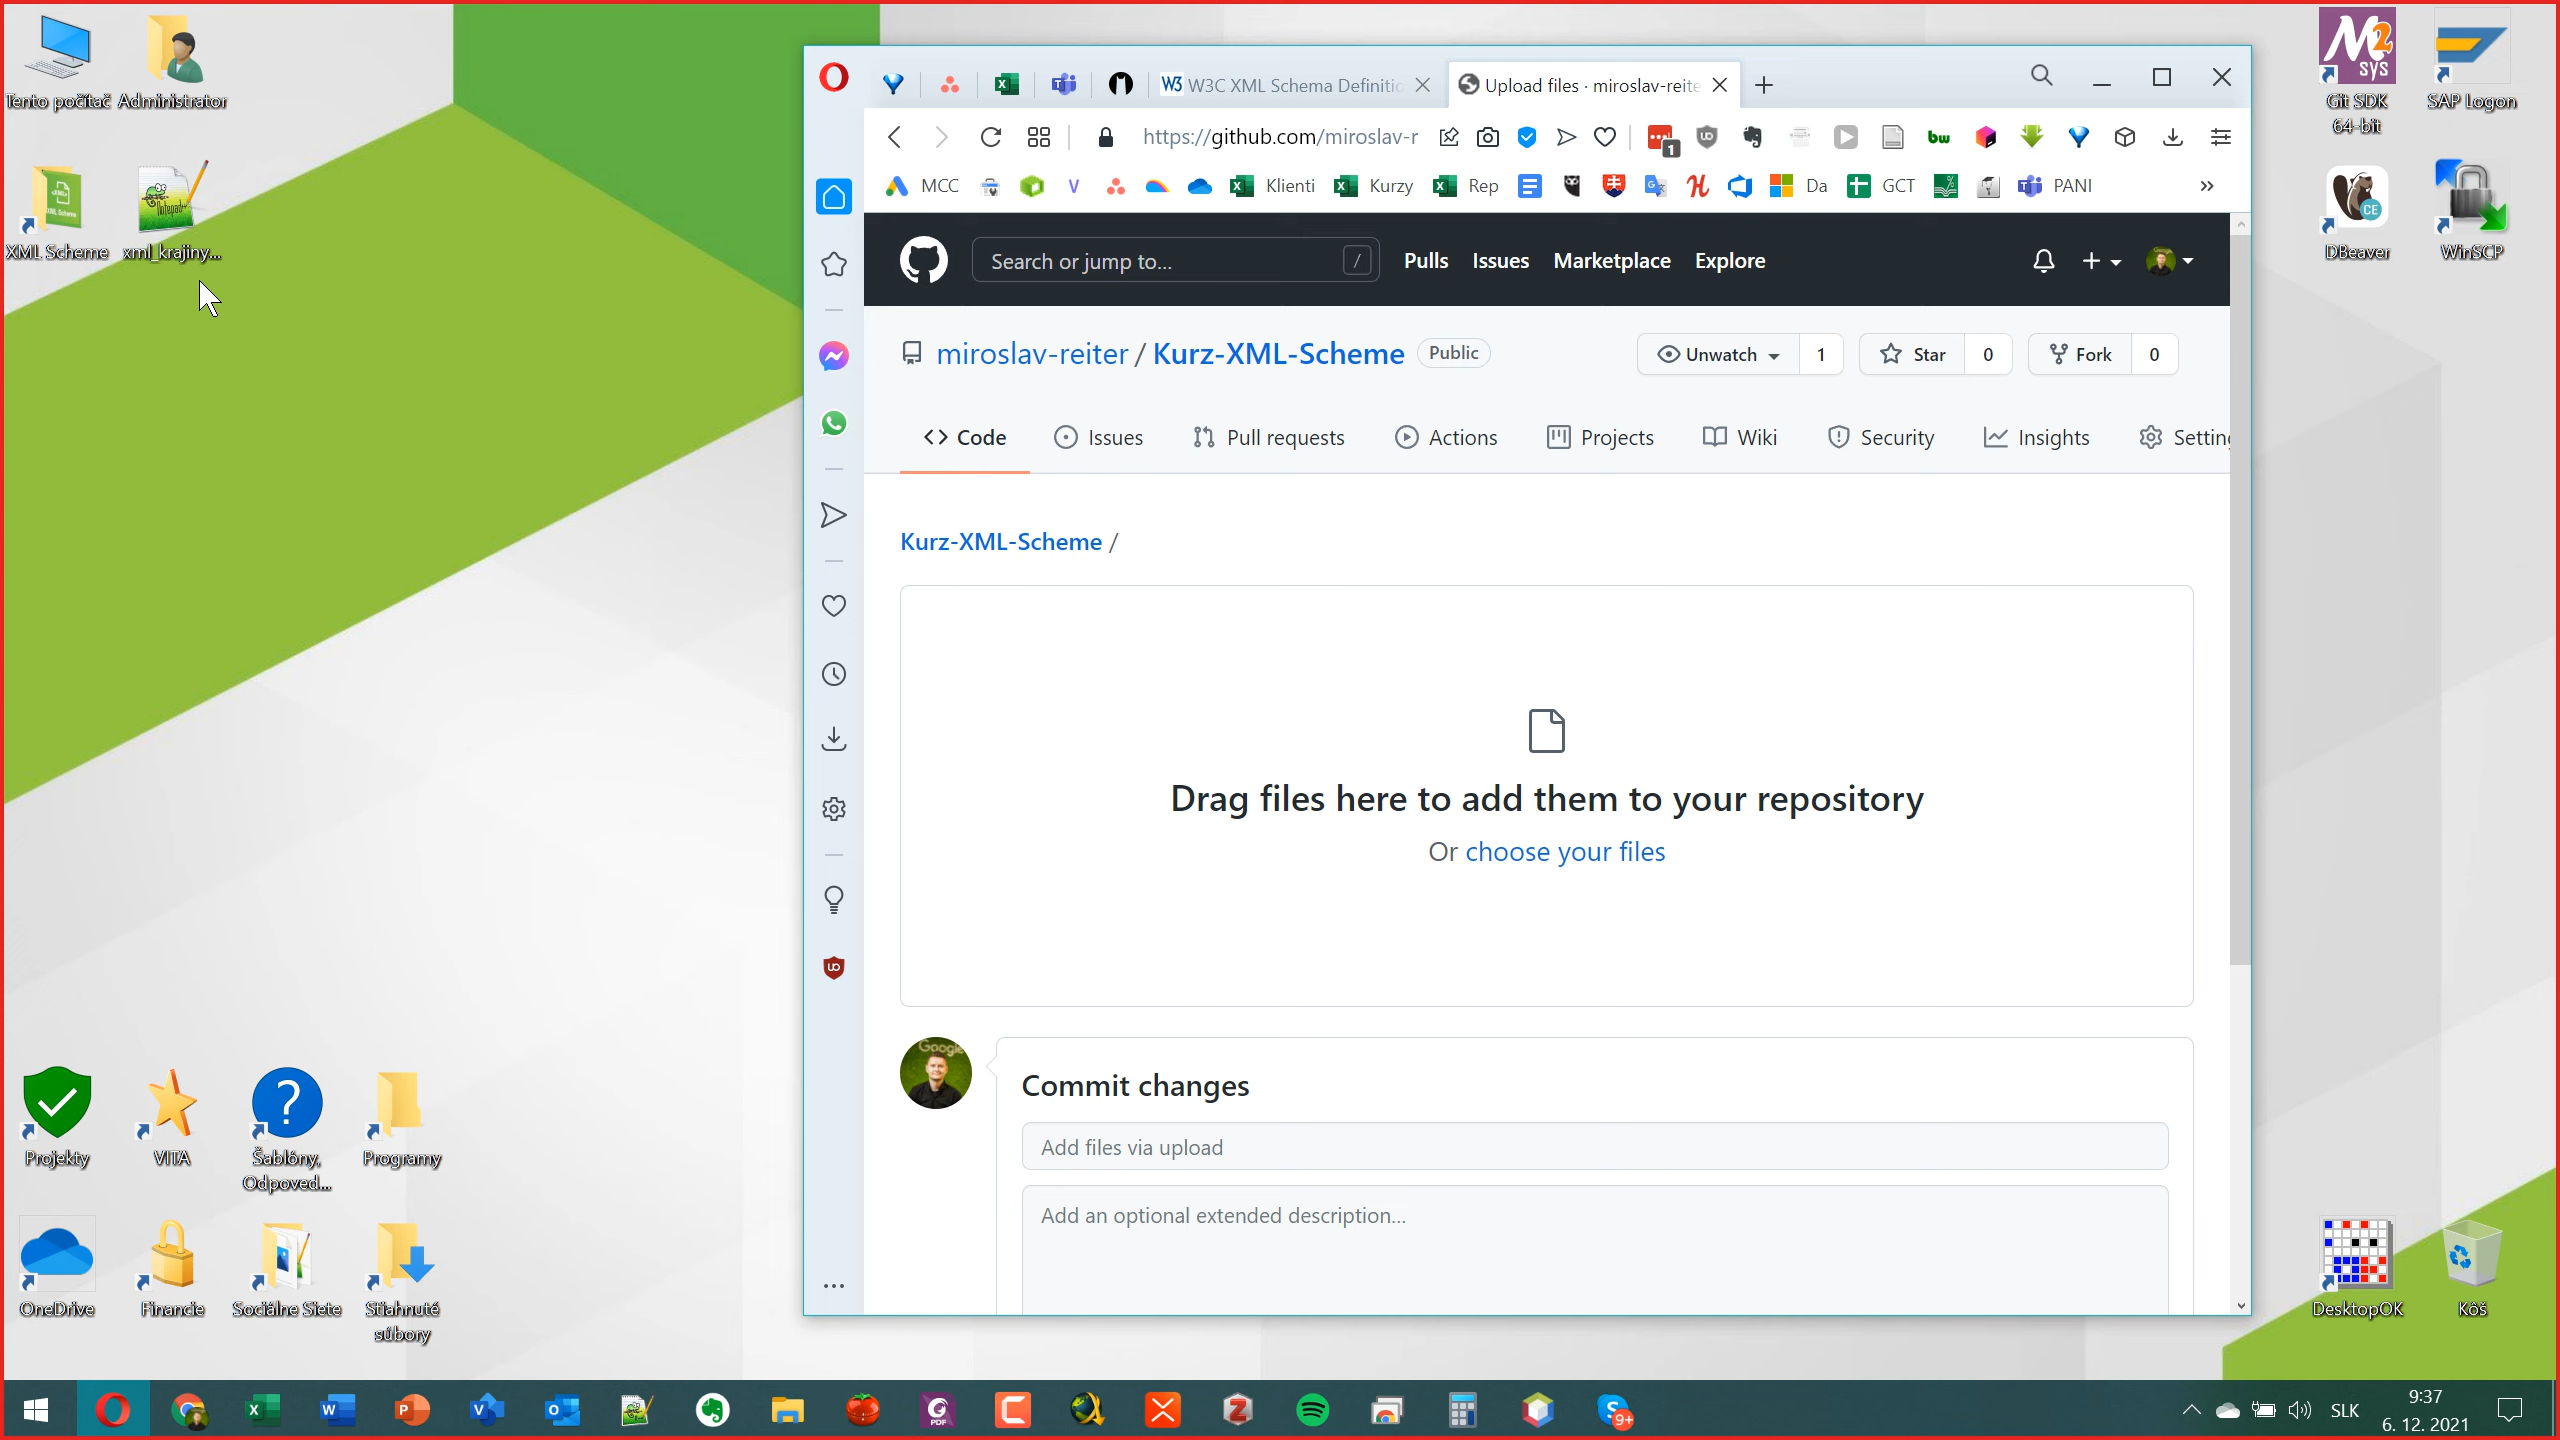 Tento počítač
Administrator
XML Scheme
xml_krajiny...
Projekty
VITA
Šablóny,
Odpoved...
Programy
OneDrive
Financie
Sociálne Siete
Stiahnuté
súbory
W3C XML Schema Definitio
Upload files · miroslav-reite
https://github.com/miroslav-r
1
MCC
Klienti
Kurzy
Rep
Da
GCT
PANI
Search or jump to...
/
Pulls
Issues
Marketplace
Explore
miroslav-reiter / Kurz-XML-Scheme
Public
Unwatch
1
Star
0
Fork
0
Code
Issues
Pull requests
Actions
Projects
Wiki
Security
Insights
Setting
Kurz-XML-Scheme /
Drag files here to add them to your repository
Or choose your files
Google
Commit changes
Add files via upload
Add an optional extended description...
Git SDK
64-bit
SAP Logon
DBeaver
WinSCP
DesktopOK
Kôš
SLK
9:37
6. 12. 2021